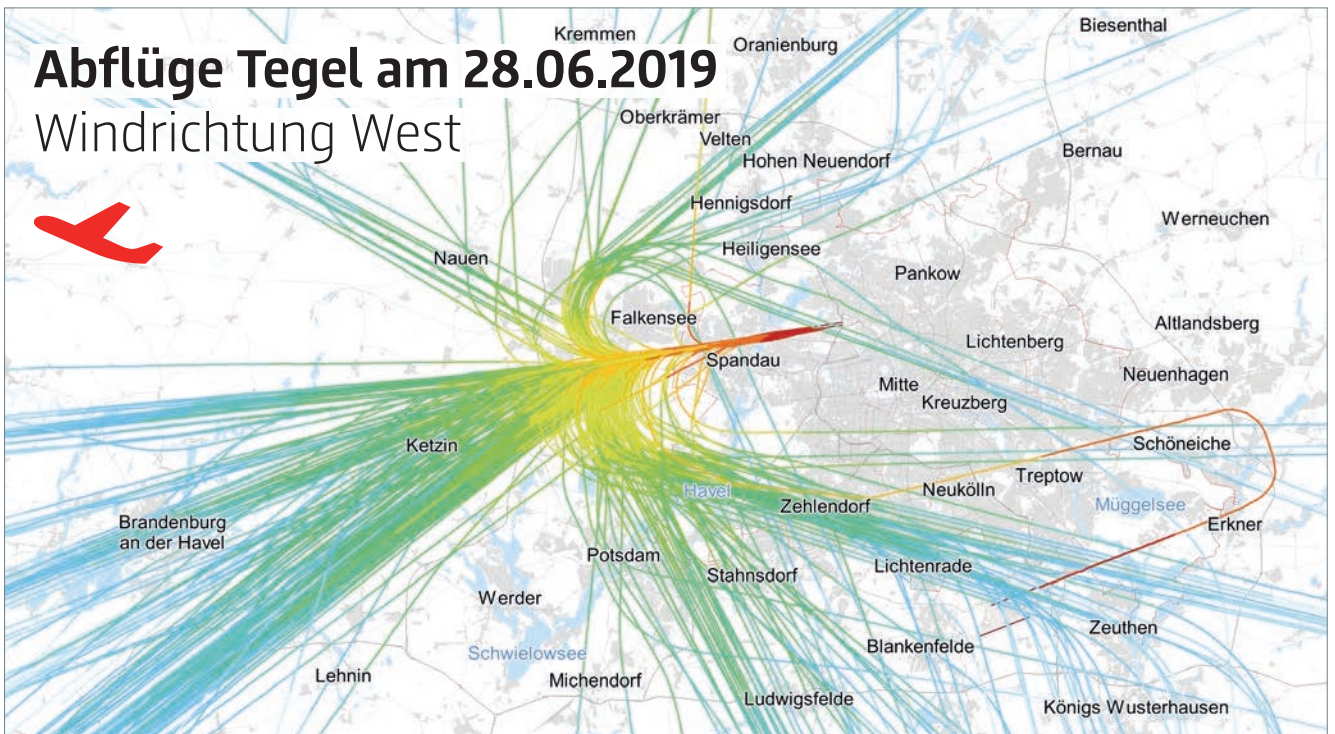 Abflüge Tegel am 28.06.2019
Windrichtung West
Kremmen
Oranienburg
Biesenthal
Oberkrämer
Velten
Hohen Neuendorf
Bernau
Hennigsdorf
Werneuchen
Nauen
Heiligensee
Pankow
Falkensee
Altlandsberg
Spandau
Lichtenberg
Neuenhagen
Mitte
Kreuzberg
Ketzin
Schöneiche
Treptow
Neukölln
Havel
Zehlendorf
Müggelsee
Erkner
Brandenburg
an der Havel
Potsdam
Stahnsdorf
Lichtenrade
Werder
Zeuthen
Blankenfelde
Schwielowsee
Lehnin
Michendorf
Ludwigsfelde
Königs Wusterhausen